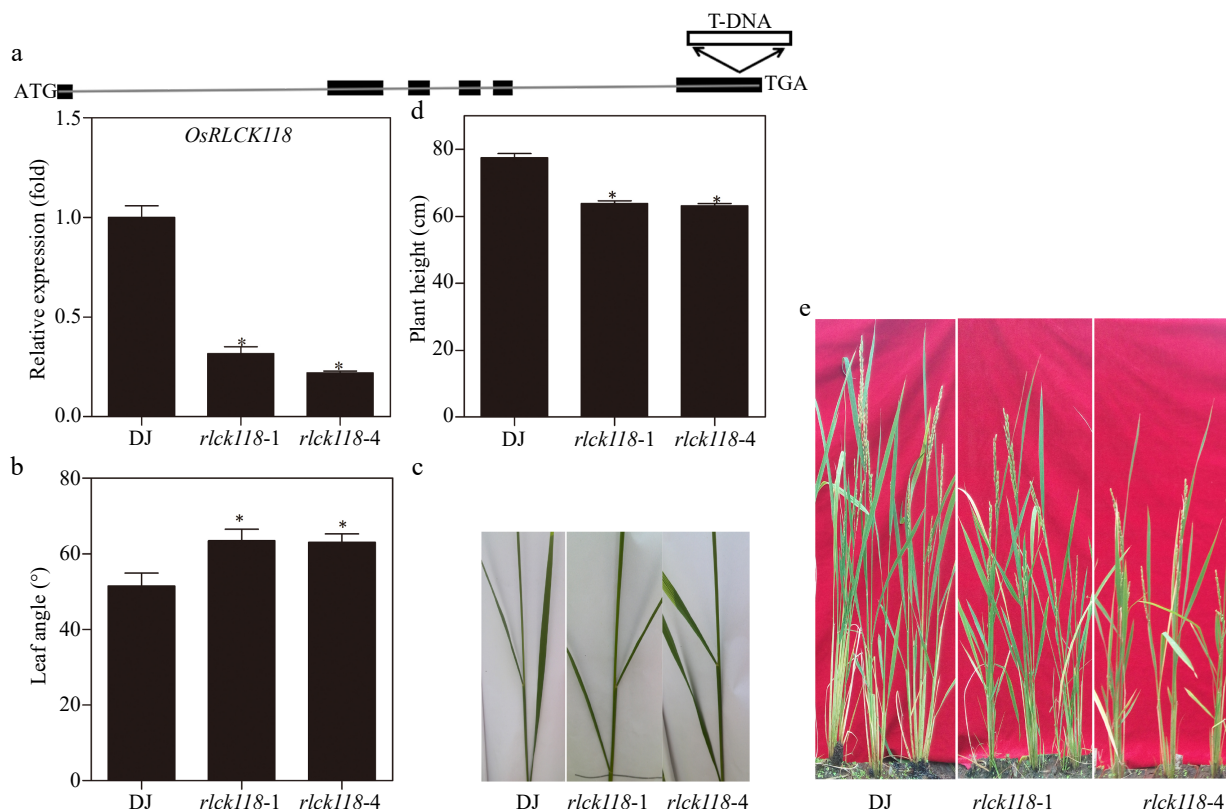 a
T-DNA
ATG
TGA
1.5
1.0
0.5
0.0
Relative expression (fold)
OsRLCK118
*
*
DJ
rlck118-1
rlck118-4
d
80
60
40
20
0
Plant height (cm)
*
*
DJ
rlck118-1
rlck118-4
b
80
60
40
20
0
Leaf angle (°)
*
*
DJ
rlck118-1
rlck118-4
c
DJ
rlck118-1
rlck118-4
e
DJ
rlck118-1
rlck118-4